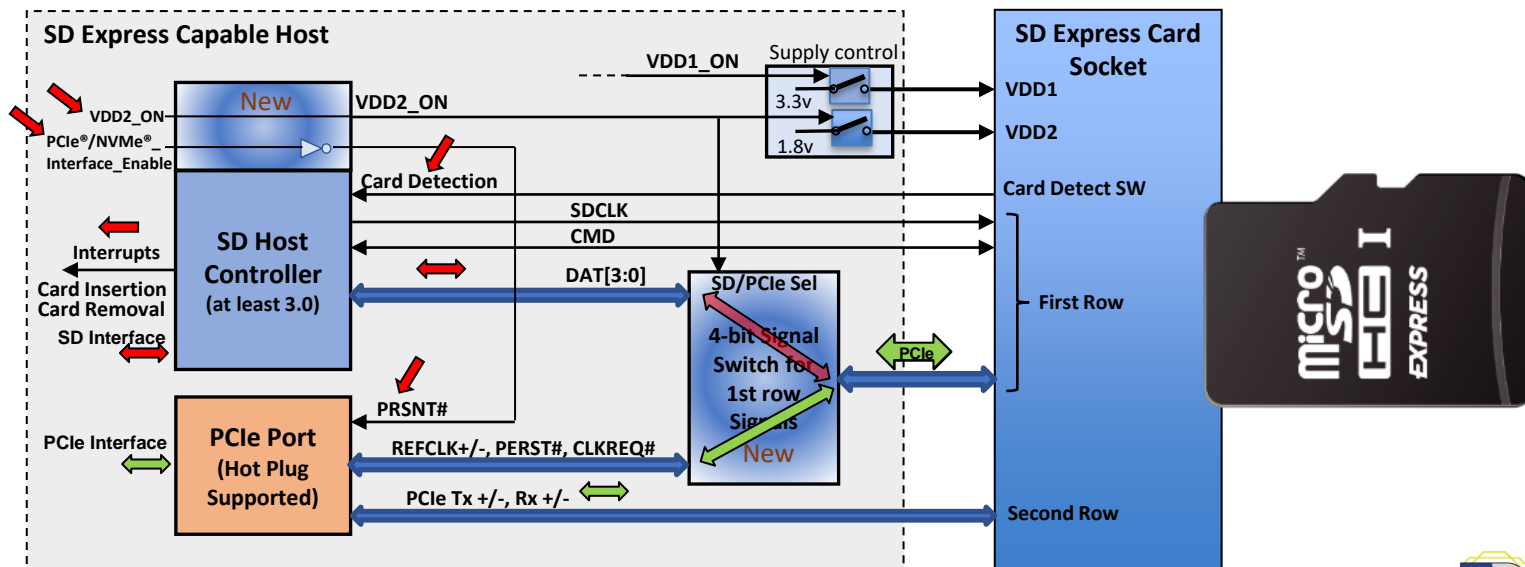 SD Express Capable Host
SD Express Card
Socket
Supply control
VDD1_ON
3.3v
1.8v
VDD1
VDD2
New
VDD2_ON
VDD2_ON
PCIe®/NVMe®_
Interface_Enable
Card Detection
Card Detect SW
SDCLK
CMD
SD Host
Controller
(at least 3.0)
Interrupts
Card Insertion
Card Removal
SD Interface
DAT[3:0]
SD/PCIe Sel
4-bit Signal
Switch for
1st row
Signals
New
PCIe
First Row
PRSNT#
PCIe Interface
PCIe Port
(Hot Plug
Supported)
REFCLK+/-, PERST#, CLKREQ#
PCIe Tx +/-, Rx +/-
Second Row
micro™
SD
HC I
EXPRESS